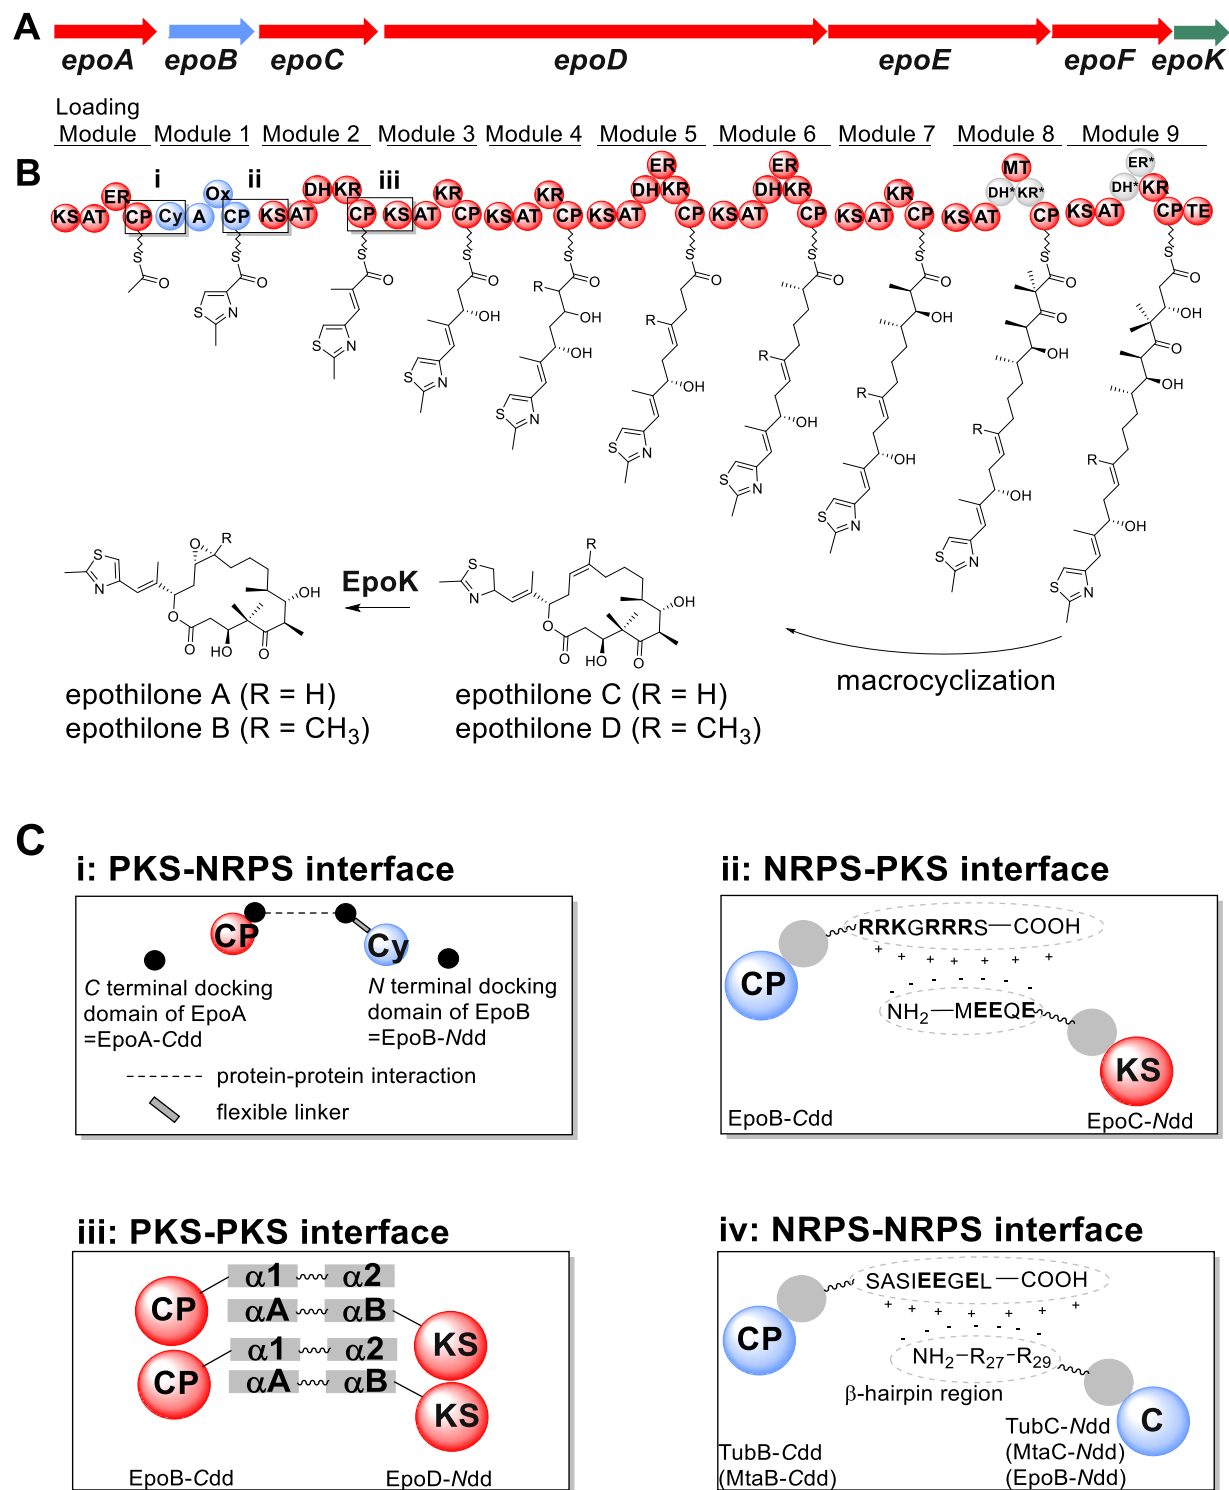 A
epoA epoB epoC epoD epoE epoF epoK
Loading
Module Module 1 Module 2 Module 3 Module 4 Module 5 Module 6 Module 7 Module 8 Module 9
B
i ii iii
KS AT ER CP Cy A Ox CP KS AT DH KR CP KS AT KR CP KS AT KR CP KS AT DH ER KR CP KS AT DH ER KR CP KS AT KR CP KS AT DH* MT KR* CP KS AT DH* ER* KR CP TE
S O
S O S N
S O S N
S O OH S N
S O R OH OH S N
S O R OH S N
S O R OH S N
S O OH R OH S N
S O O OH R OH S N
S O OH O OH R OH S N
S N O R OH O O HO O
EpoK
S N R OH O O HO O
macrocyclization
epothilone A (R = H)
epothilone B (R = CH3)
epothilone C (R = H)
epothilone D (R = CH3)
C
i: PKS-NRPS interface
CP Cy
C terminal docking
domain of EpoA
=EpoA-Cdd
N terminal docking
domain of EpoB
=EpoB-Ndd
protein-protein interaction
flexible linker
ii: NRPS-PKS interface
RRKGRRRS—COOH
+ + + + + + +
CP
- - - - - -
NH2—MEEQE
KS
EpoB-Cdd EpoC-Ndd
iii: PKS-PKS interface
α1 α2
CP
αA αB
KS
α1 α2
CP
αA αB
KS
EpoB-Cdd EpoD-Ndd
iv: NRPS-NRPS interface
SASIEEGEL—COOH
+ + + + + + +
CP
- - - - - - -
NH2-R27-R29
β-hairpin region
C
TubB-Cdd
(MtaB-Cdd)
TubC-Ndd
(MtaC-Ndd)
(EpoB-Ndd)